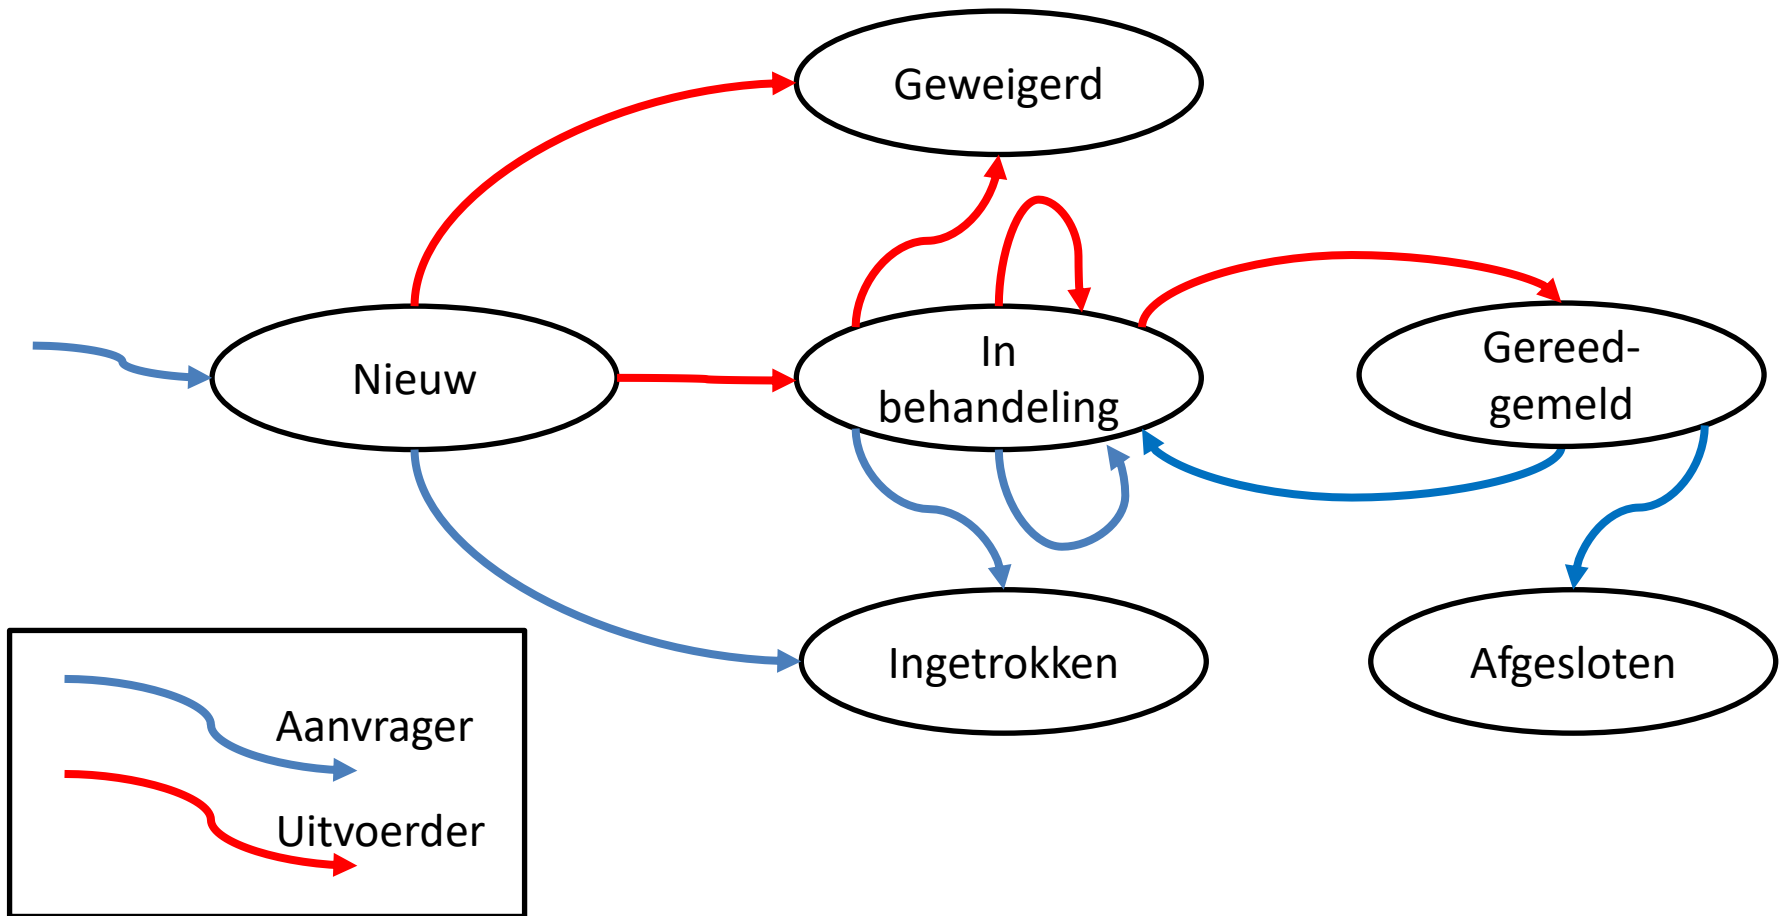 Geweigerd
Nieuw
In
behandeling
Gereed-
gemeld
Ingetrokken
Afgesloten
Aanvrager
Uitvoerder